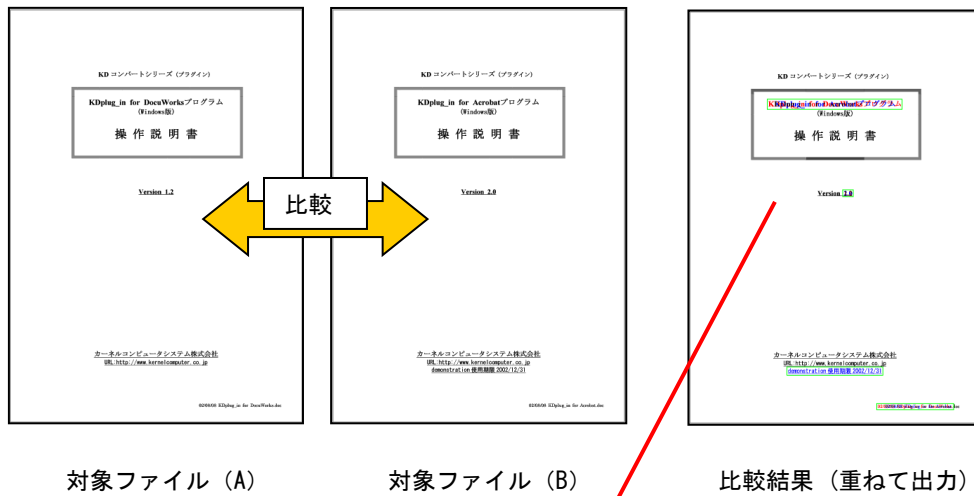 KD コンバートシリーズ (プラグイン)
KDplug_in for DocuWorksプログラム
(Windows版)
操 作 説 明 書
Version 1.2
カーネルコンピュータシステム株式会社
URL:http://www.kernelcomputer.co.jp
02/09/03 KDplug_in for DocuWorks.doc
対象ファイル (A)
比較
KD コンバートシリーズ (プラグイン)
KDplug_in for Acrobatプログラム
(Windows版)
操 作 説 明 書
Version 2.0
カーネルコンピュータシステム株式会社
URL:http://www.kernelcomputer.co.jp
demonstration 使用期限 2002/12/31
対象ファイル (B)
KD コンバートシリーズ (プラグイン)
(Windows版)
操 作 説 明 書
Version 2.0
カーネルコンピュータシステム株式会社
URL:http://www.kernelcomputer.co.jp
demonstration 使用期限 2002/12/31
比較結果 (重ねて出力)